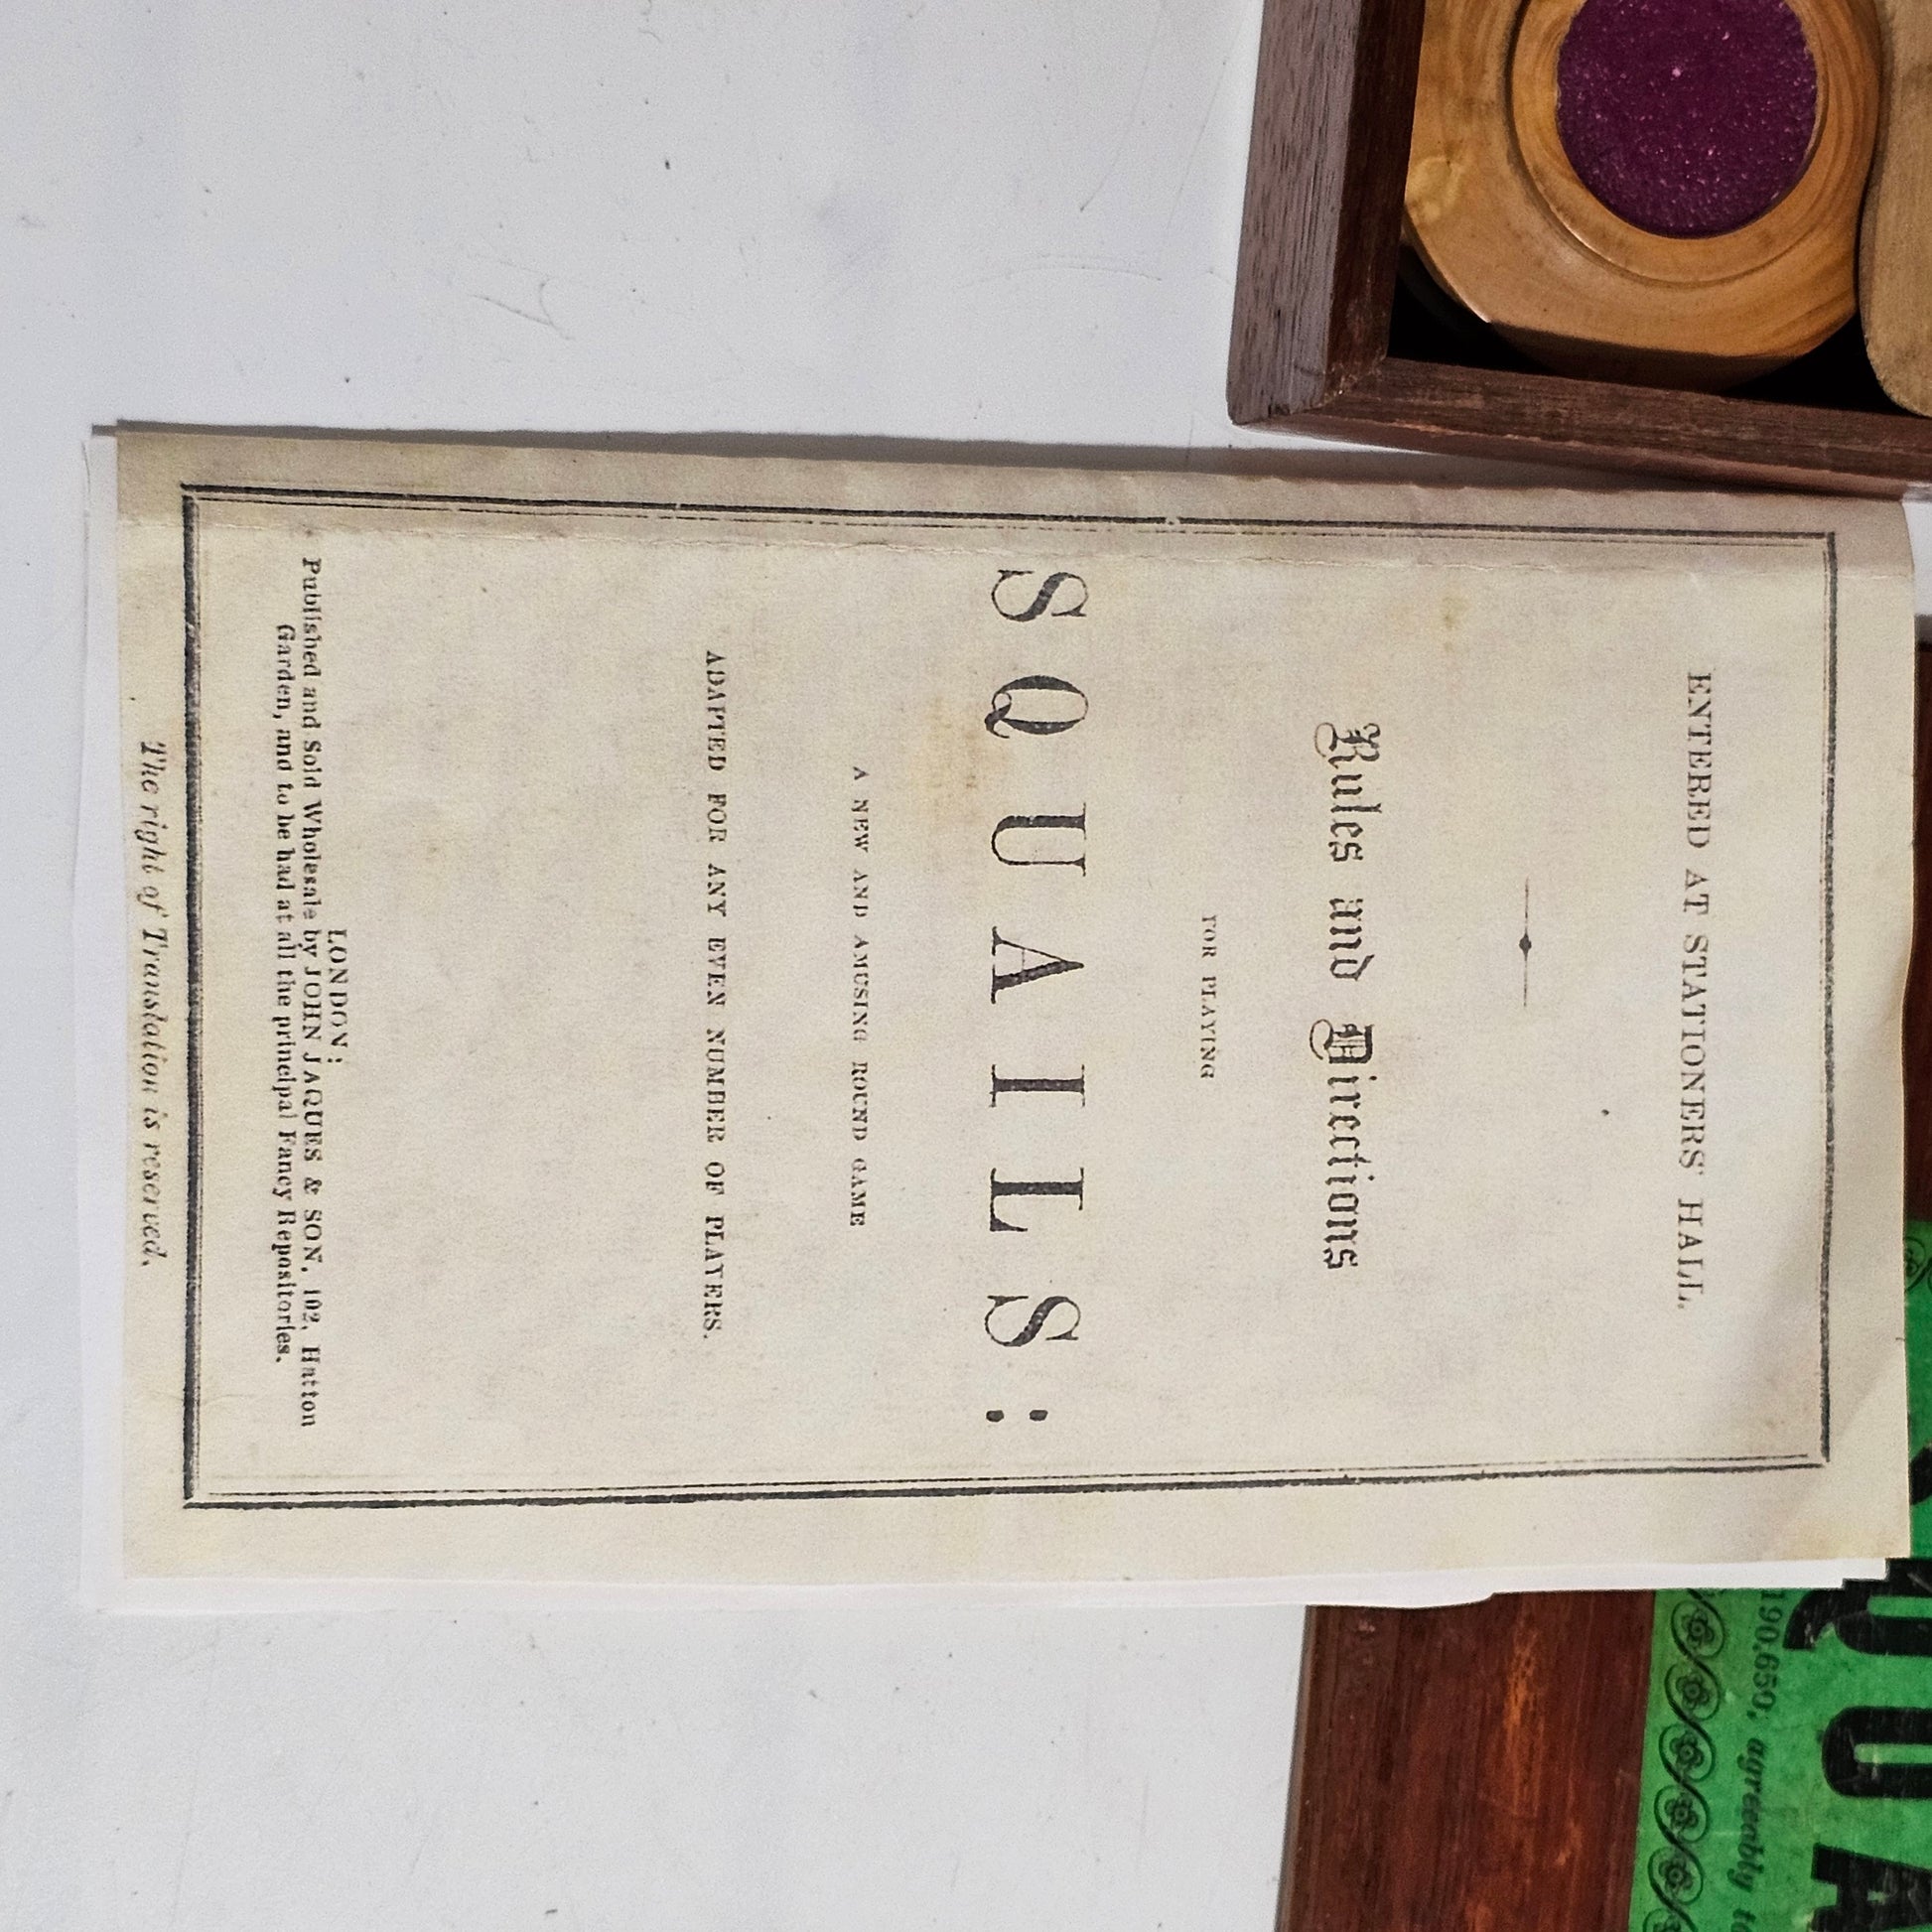 ENTERED AT STATIONERS' HALL.
Rules and Directions
FOR PLAYING
SQUAILS:
A NEW AND AMUSING ROUND GAME
ADAPTED FOR ANY EVEN NUMBER OF PLAYERS.
LONDON:
Published and Sold Wholesale by JOHN JAQUES & SON, 102, Hatton
Garden, and to be had at all the principal Fancy Repositories.
The right of Translation is reserved.
QUA
190,650, agreeably